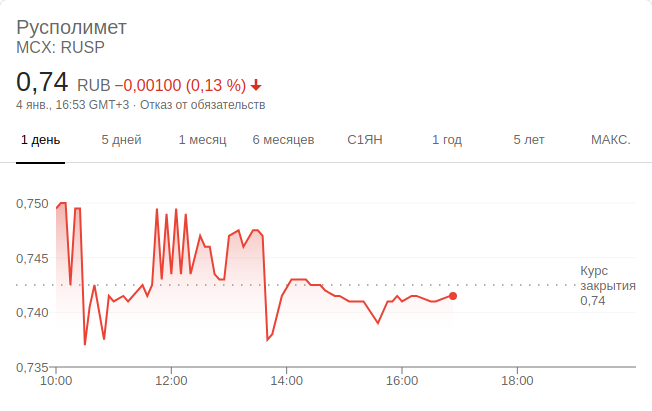 Русполимет
MCX: RUSP
0,74 RUB −0,00100 (0,13 %)
4 янв., 16:53 GMT+3 · Отказ от обязательств
1 день 5 дней 1 месяц 6 месяцев С1ЯН 1 год 5 лет МАКС.
0,750
0,745
Курс
закрытия
0,74
0,740
0,735
10:00 12:00 14:00 16:00 18:00